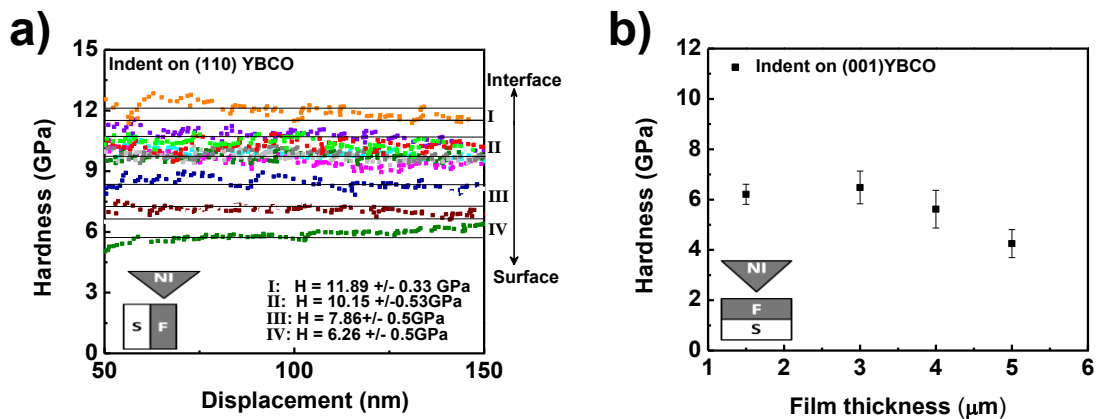 a)
15
12
9
6
3
0
Hardness (GPa)
Indent on (110) YBCO
Interface
I
II
III
IV
Surface
NI
S F
I: H = 11.89 +/- 0.33 GPa
II: H = 10.15 +/-0.53GPa
III: H = 7.86+/- 0.5GPa
IV: H = 6.26 +/- 0.5GPa
50 100 150
Displacement (nm)
b)
12
10
8
6
4
2
0
Hardness (GPa)
Indent on (001)YBCO
NI
F
S
1 2 3 4 5 6
Film thickness (μm)